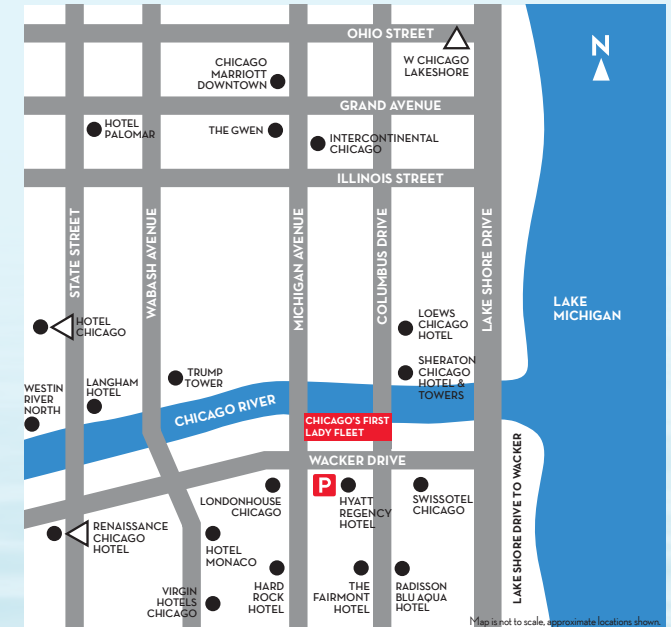 OHIO STREET
W CHICAGO
LAKESHORE
N
CHICAGO
MARRIOTT
DOWNTOWN
GRAND AVENUE
HOTEL
PALOMAR
THE GWEN
INTERCONTINENTAL
CHICAGO
ILLINOIS STREET
STATE STREET
WABASH AVENUE
MICHIGAN AVENUE
COLUMBUS DRIVE
LAKE SHORE DRIVE
LAKE
MICHIGAN
HOTEL
CHICAGO
LOEWS
CHICAGO
HOTEL
SHERATON
CHICAGO
HOTEL &
TOWERS
TRUMP
TOWER
LANGHAM
HOTEL
WESTIN
RIVER
NORTH
CHICAGO RIVER
CHICAGO'S FIRST
LADY FLEET
WACKER DRIVE
LAKE SHORE DRIVE TO WACKER
P
LONDONHOUSE
CHICAGO
HYATT
REGENCY
HOTEL
SWISSOTEL
CHICAGO
RENAISSANCE
CHICAGO
HOTEL
HOTEL
MONACO
HARD
ROCK
HOTEL
THE
FAIRMONT
HOTEL
RADISSON
BLU AQUA
HOTEL
VIRGIN
HOTELS
CHICAGO
Map is not to scale, approximate locations shown.